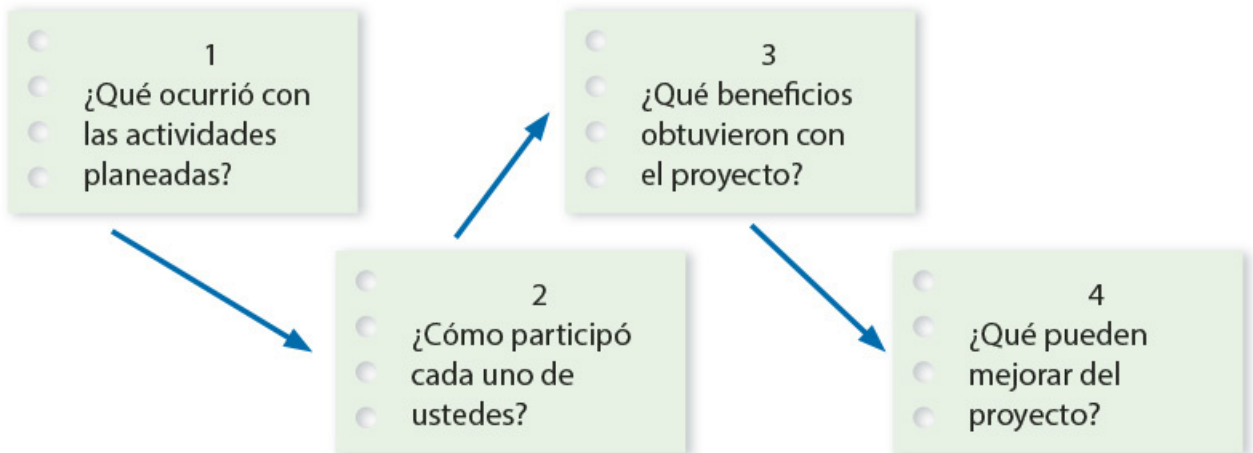 1
¿Qué ocurrió con
las actividades
planeadas?
2
¿Cómo participó
cada uno de
ustedes?
3
¿Qué beneficios
obtuvieron con
el proyecto?
4
¿Qué pueden
mejorar del
proyecto?